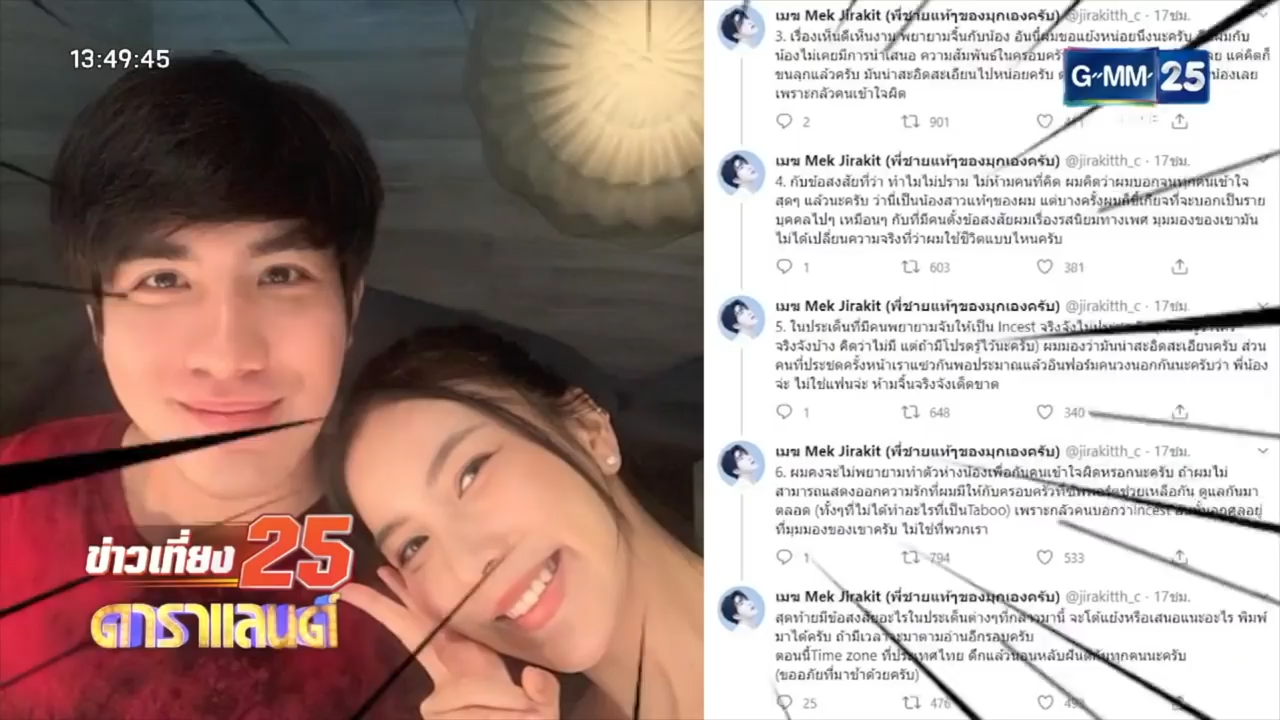 13:49:45
G-MM 25
ข่าวเที่ยง 25
ดาราแลนด์
เมฆ Mek Jirakit (พี่ชายแท้ๆของมุกเองครับ) @jirakitth_c · 17ชม.
3. เรื่องเห็นดีเห็นงาม พยายามจิ้นกับน้อง อันนี้ผมขอแย้งหน่อยนึงนะครับ
น้องไม่เคยมีการนำเสนอ ความสัมพันธ์ในครอบครัว แค่คิดก็
ขนลุกแล้วครับ มันน่าสะอิดสะเอียนไปหน่อยครับ น้องเลย
เพราะกลัวคนเข้าใจผิด
2 901
เมฆ Mek Jirakit (พี่ชายแท้ๆของมุกเองครับ) @jirakitth_c · 17ชม.
4. กับข้อสงสัยที่ว่า ทำไมไม่ปราม ไม่ห้ามคนที่คิด ผมคิดว่าผมบอกจนทุกคนเข้าใจ
สุดๆ แล้วนะครับ ว่านี่เป็นน้องสาวแท้ๆของผม แต่บางครั้งผมก็ขี้เกียจที่จะบอกเป็นราย
บุคคลไปๆ เหมือนๆ กับที่มีคนตั้งข้อสงสัยผมเรื่องรสนิยมทางเพศ มุมมองของเขามัน
ไม่ได้เปลี่ยนความจริงที่ว่าผมใช้ชีวิตแบบไหนครับ
1 603 381
เมฆ Mek Jirakit (พี่ชายแท้ๆของมุกเองครับ) @jirakitth_c · 17ชม.
5. ในประเด็นที่มีคนพยายามจับให้เป็น Incest
จริงจังบ้าง คิดว่าไม่มี แต่ถ้ามีโปรดรู้ไว้นะครับ) ผมมองว่ามันน่าสะอิดสะเอียนครับ ส่วน
คนที่ประชดครั้งหน้าเราแซวกันพอประมาณแล้วอินฟอร์มคนวงนอกกันนะครับว่า พี่น้อง
จ่ะ ไม่ใช่แฟนจ่ะ ห้ามจิ้นจริงจังเด็ดขาด
1 648 340
เมฆ Mek Jirakit (พี่ชายแท้ๆของมุกเองครับ) @jirakitth_c · 17ชม.
6. ผมคงจะไม่พยายามทำตัวห่างน้องเพื่อกันคนเข้าใจผิดหรอกนะครับ ถ้าผมไม่
สามารถแสดงออกความรักที่ผมมีให้กับครอบครัวที่ซัพพอร์ตช่วยเหลือกัน ดูแลกันมา
ตลอด (ทั้งๆที่ไม่ได้ทำอะไรที่เป็นTaboo) เพราะกลัวคนบอกว่าIncest
ที่มุมมองของเขาครับ ไม่ใช่ที่พวกเรา
1 794 533
เมฆ Mek Jirakit (พี่ชายแท้ๆของมุกเองครับ) @jirakitth_c · 17ชม.
สุดท้ายมีข้อสงสัยอะไรในประเด็นต่างๆที่กล่าวมานี้ จะโต้แย้งหรือเสนอแนะอะไร พิมพ์
มาได้ครับ ถ้ามีเวลาจะมาตามอ่านอีกรอบครับ
ตอนนี้Time zone ที่ประเทศไทย ดึกแล้วนอนหลับฝันดีกันทุกคนนะครับ
(ขออภัยที่มาช้าด้วยครับ)
25 476